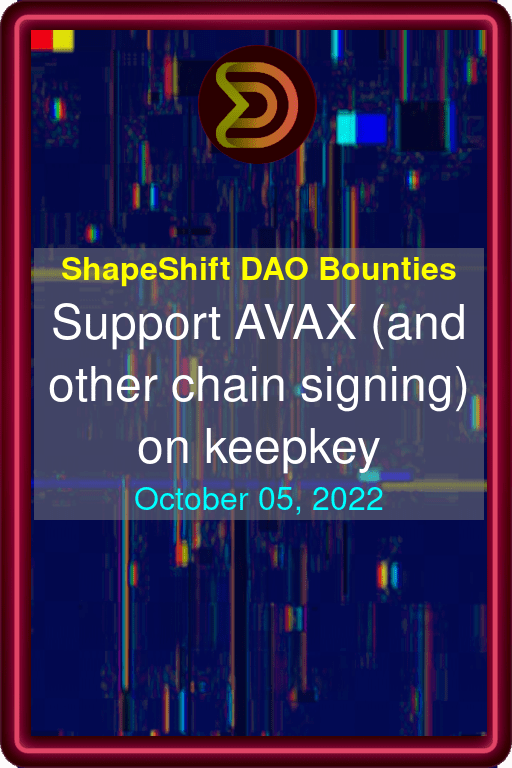 ShapeShift DAO Bounties
Support AVAX (and
other chain signing)
on keepkey
October 05, 2022